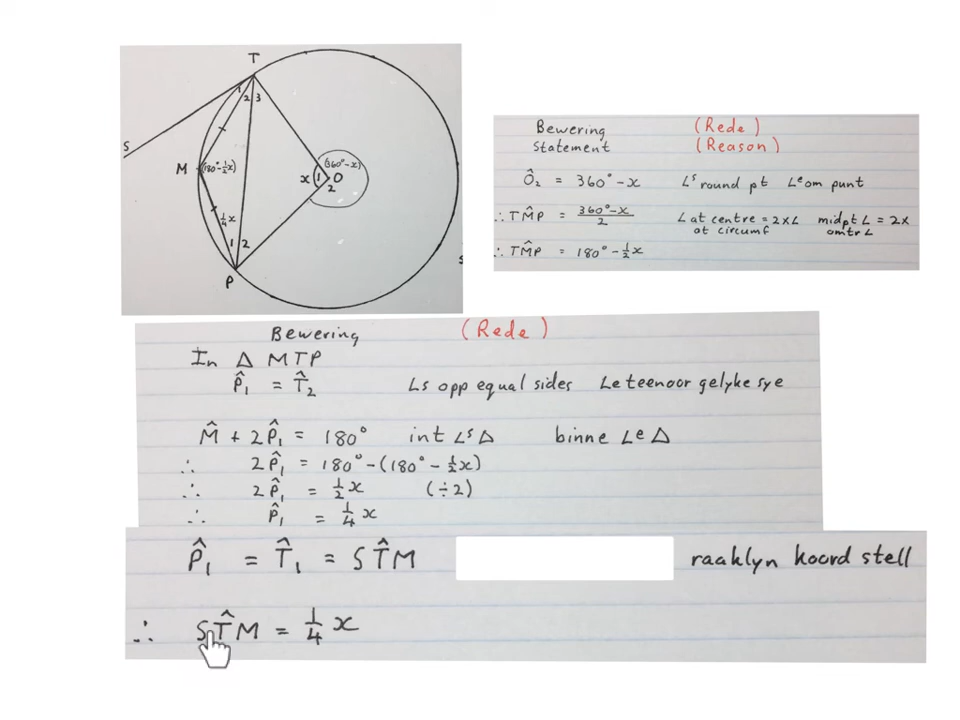 T
S
1
2
3
M
(180°-½x)
x
1
O
(360°-x)
2
¼x
1
2
P
Bewering (Rede)
Statement (Reason)
Ô₂ = 360° - x ∠s round pt ∠e om punt
∴ TM̂P = (360° - x)/2 ∠ at centre = 2x∠ at circumf midpt ∠ = 2x omtr ∠
∴ TM̂P = 180° - ½x
Bewering (Rede)
In Δ MTP
P̂₁ = T̂₂ ∠s opp equal sides ∠e teenoor gelyke sye
M̂ + 2P̂₁ = 180° int ∠s Δ binne ∠e Δ
∴ 2P̂₁ = 180° - (180° - ½x)
∴ 2P̂₁ = ½x (÷2)
∴ P̂₁ = ¼x
P̂₁ = T̂₁ = ST̂M raaklyn koord stell
∴ ST̂M = ¼x